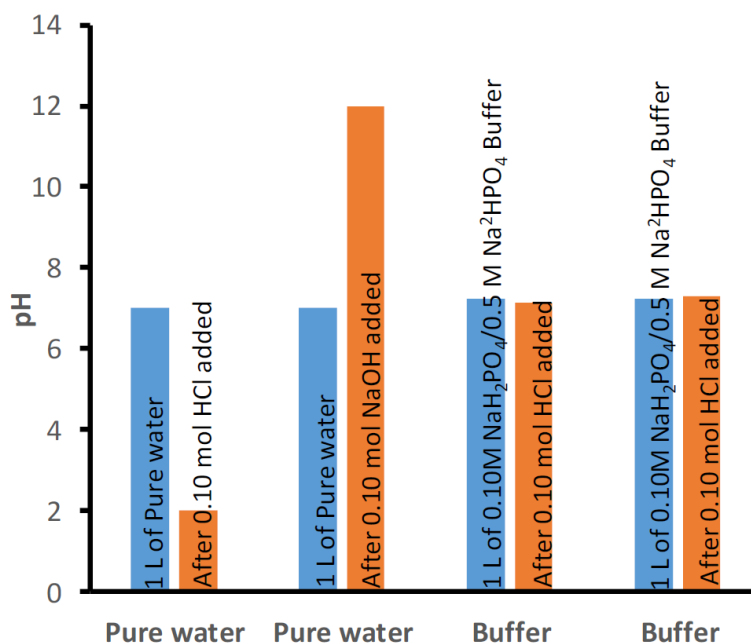 14
12
10
8
6
4
2
0
pH
1 L of Pure water
After 0.10 mol HCl added
1 L of Pure water
After 0.10 mol NaOH added
1 L of 0.10M NaH₂PO₄/0.5 M Na²HPO₄ Buffer
After 0.10 mol HCl added
1 L of 0.10M NaH₂PO₄/0.5 M Na²HPO₄ Buffer
After 0.10 mol HCl added
Pure water
Pure water
Buffer
Buffer